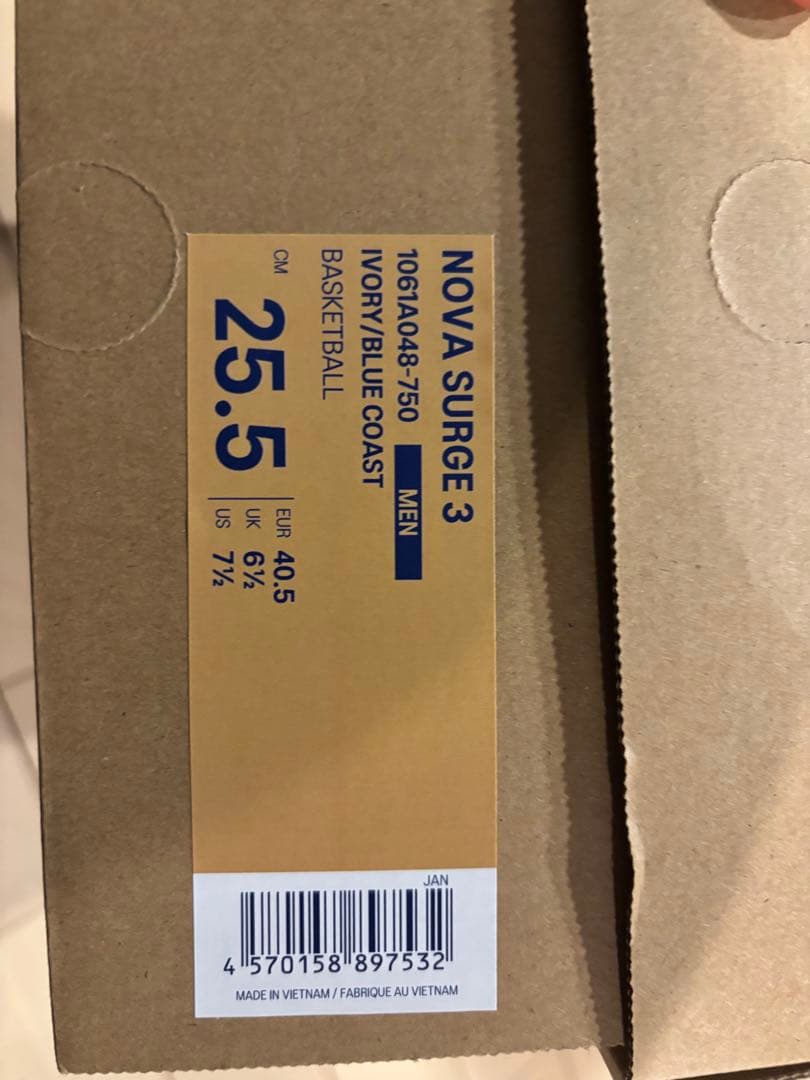 NOVA SURGE 3
1061A048-750 MEN
IVORY/BLUE COAST
BASKETBALL
CM 25.5
EUR 40.5
UK 6½
US 7½
JAN
4 570158 897532
MADE IN VIETNAM / FABRIQUE AU VIETNAM